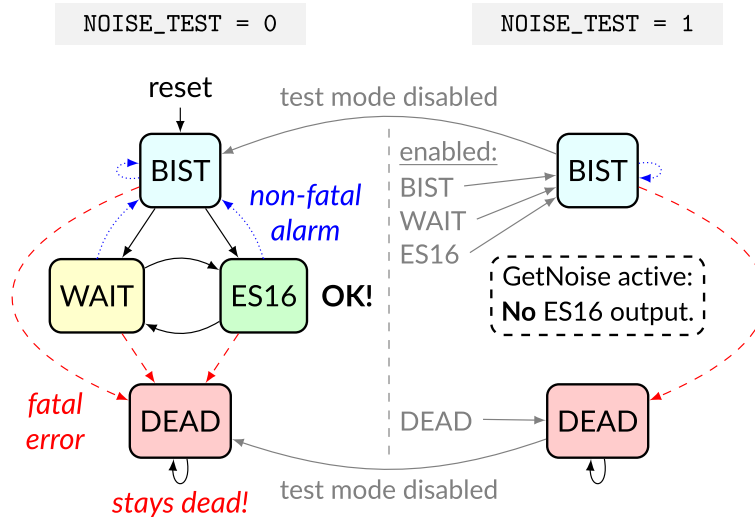 NOISE_TEST = 0
NOISE_TEST = 1
reset
test mode disabled
BIST
non-fatal
alarm
enabled:
BIST
WAIT
ES16
BIST
WAIT
ES16
OK!
GetNoise active:
No ES16 output.
fatal
error
DEAD
stays dead!
DEAD
DEAD
test mode disabled